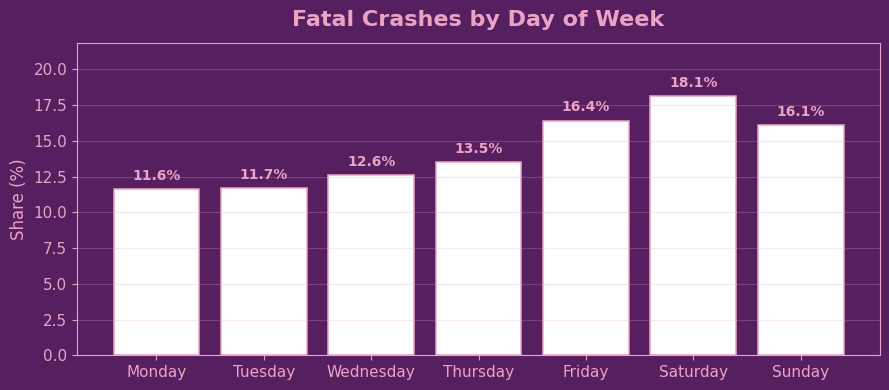 Fatal Crashes by Day of Week
Share (%)
20.0
17.5
15.0
12.5
10.0
7.5
5.0
2.5
0.0
11.6%
11.7%
12.6%
13.5%
16.4%
18.1%
16.1%
Monday
Tuesday
Wednesday
Thursday
Friday
Saturday
Sunday